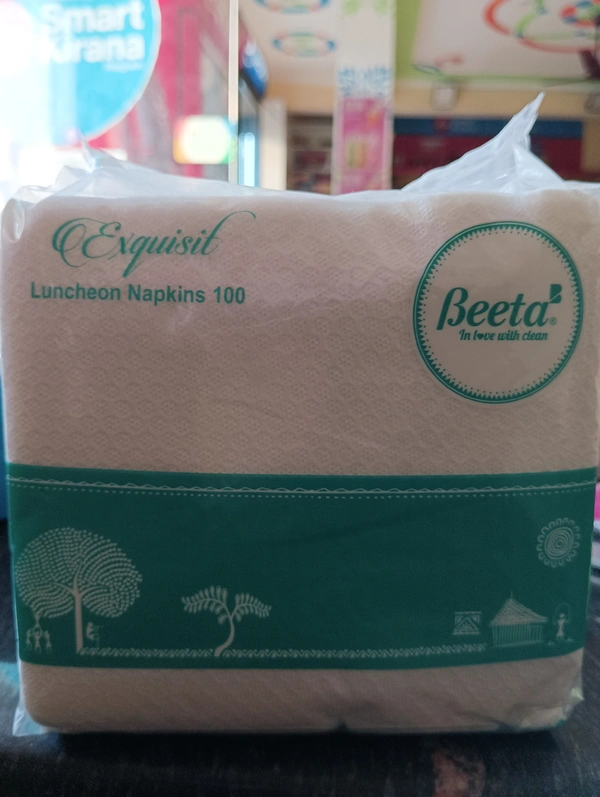 Smart
Kirana
Exquisit
Luncheon Napkins 100
Beeta®
In love with clean